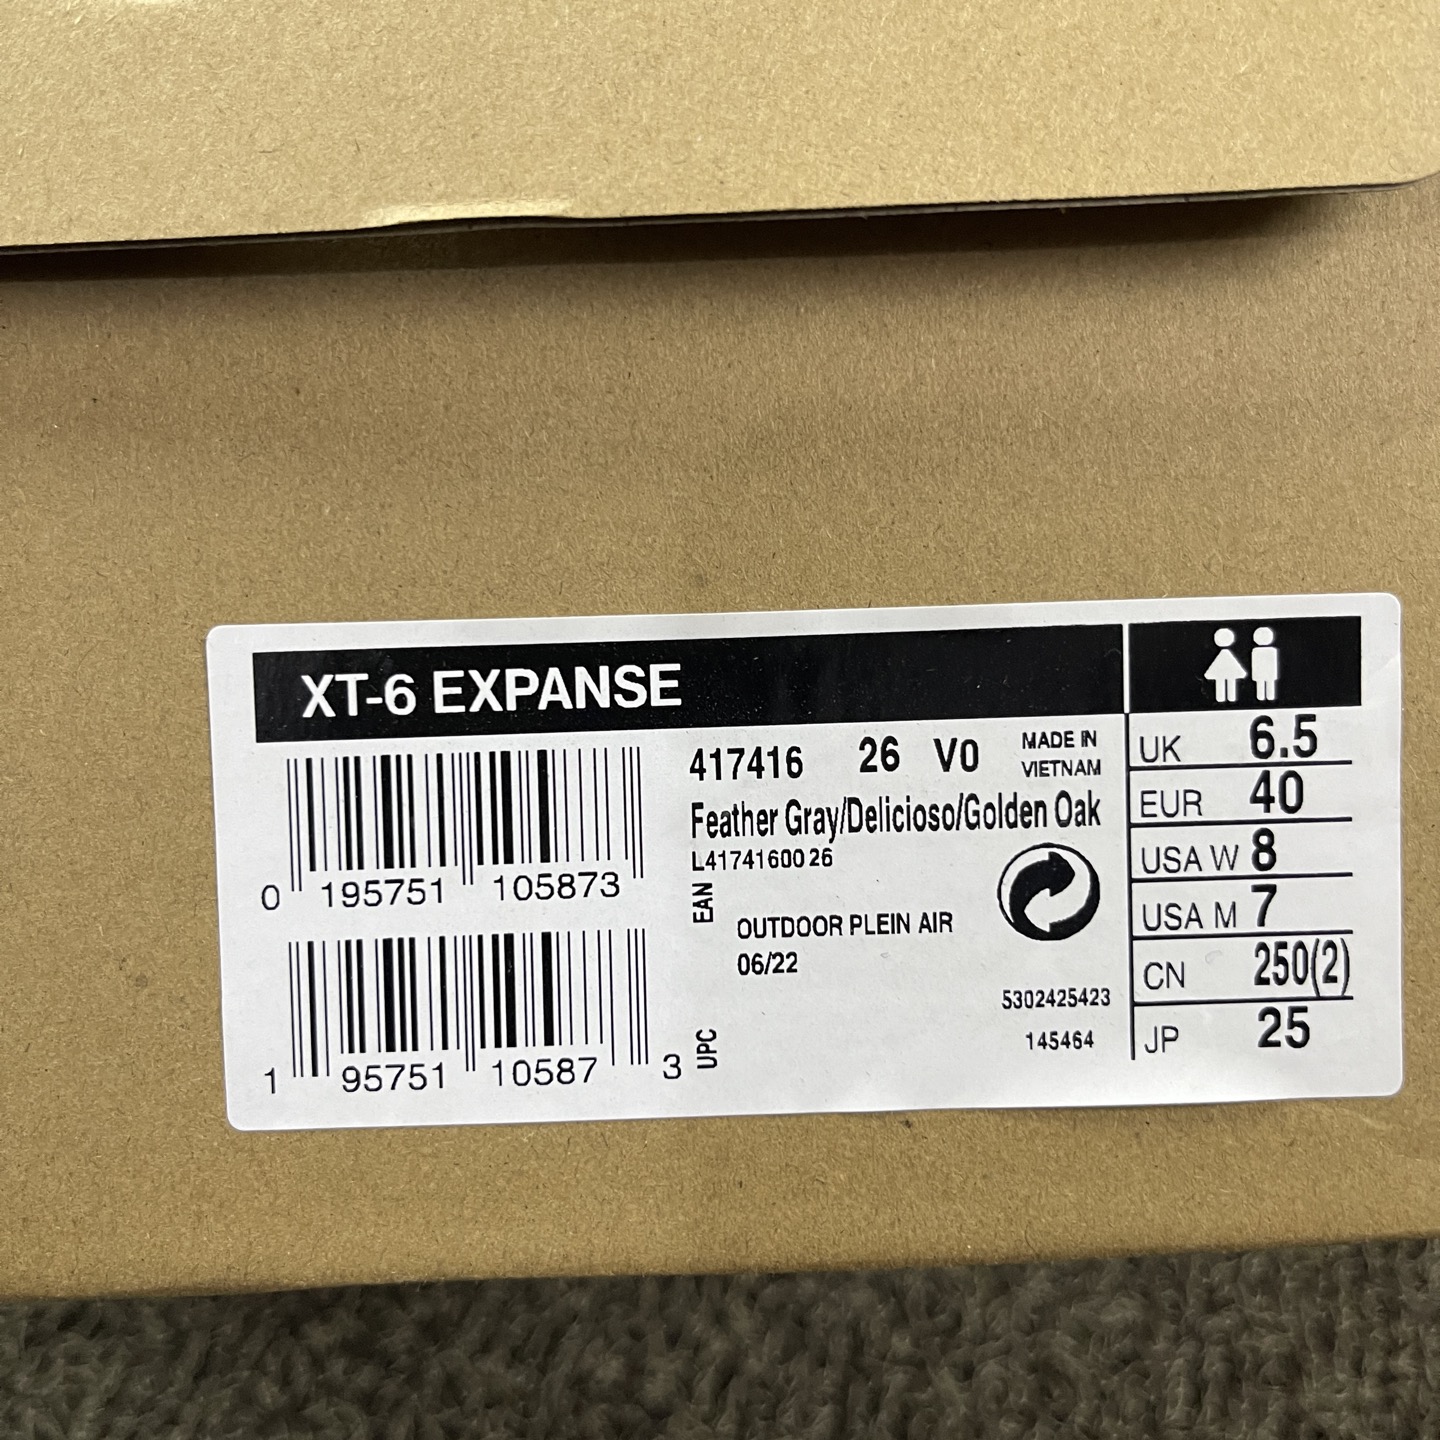 XT-6 EXPANSE
417416 26 V0 MADE IN VIETNAM
Feather Gray/Delicioso/Golden Oak
L41741600 26
0 195751 105873
EAN
OUTDOOR PLEIN AIR
06/22
5302425423
145464
1 95751 10587 3
UPC
UK 6.5
EUR 40
USA W 8
USA M 7
CN 250(2)
JP 25